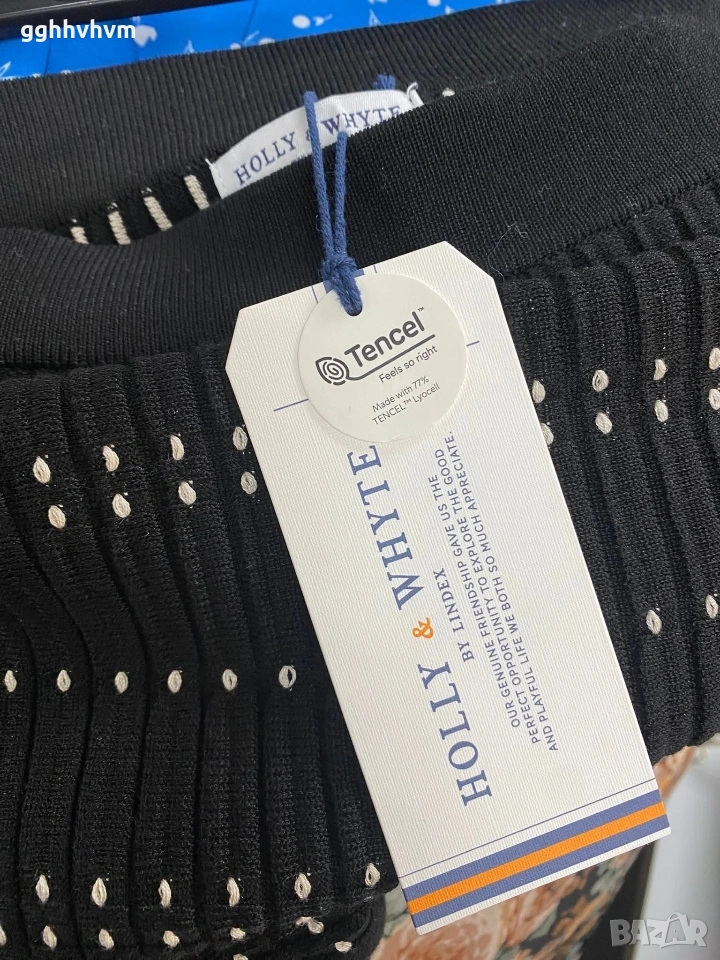 gghhvhvm
HOLLY & WHYTE
Tencel™
Feels so right
Made with 77%
TENCEL™ Lyocell
HOLLY & WHYTE
BY LINDEX
OUR GENUINE FRIENDSHIP GAVE US THE
PERFECT OPPORTUNITY TO EXPLORE THE GOOD
AND PLAYFUL LIFE WE BOTH SO MUCH APPRECIATE.
BAZAR